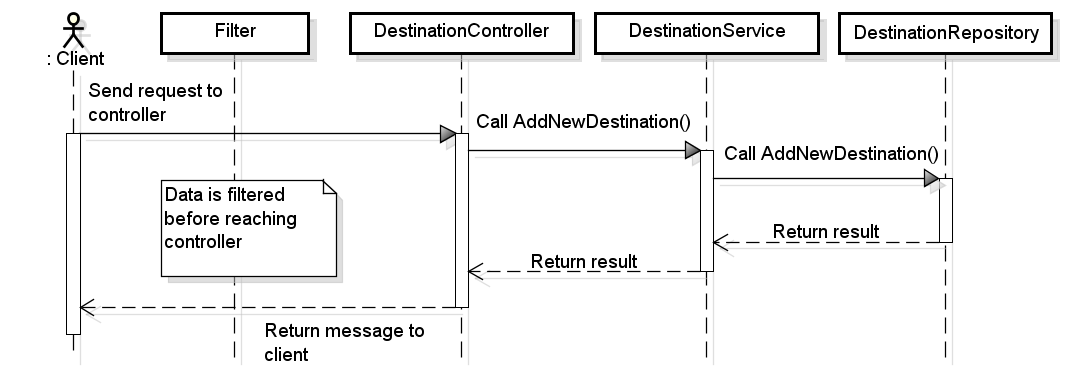 : Client
Filter
DestinationController
DestinationService
DestinationRepository
Send request to
controller
Call AddNewDestination()
Call AddNewDestination()
Data is filtered
before reaching
controller
Return result
Return result
Return message to
client